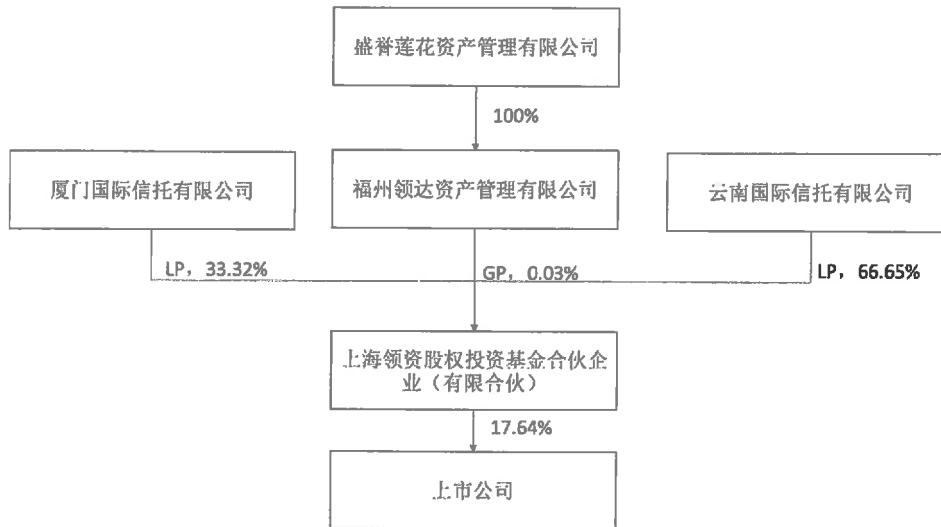 盛誉莲花资产管理有限公司
100%
厦门国际信托有限公司
福州领达资产管理有限公司
云南国际信托有限公司
LP，33.32%
GP，0.03%
LP，66.65%
上海领资股权投资基金合伙企
业（有限合伙）
17.64%
上市公司